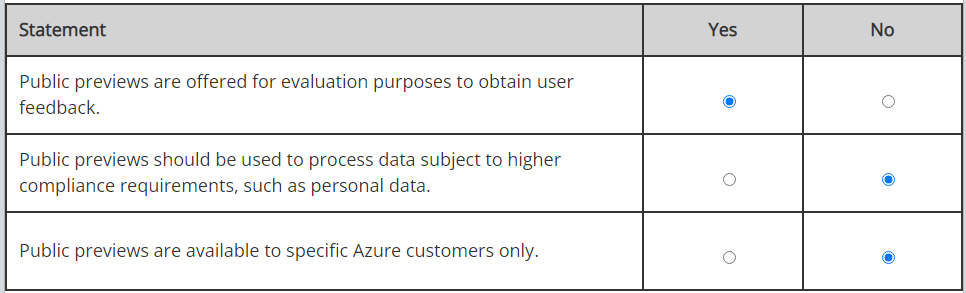 Statement Yes No
Public previews are offered for evaluation purposes to obtain user
feedback.
Public previews should be used to process data subject to higher
compliance requirements, such as personal data.
Public previews are available to specific Azure customers only.